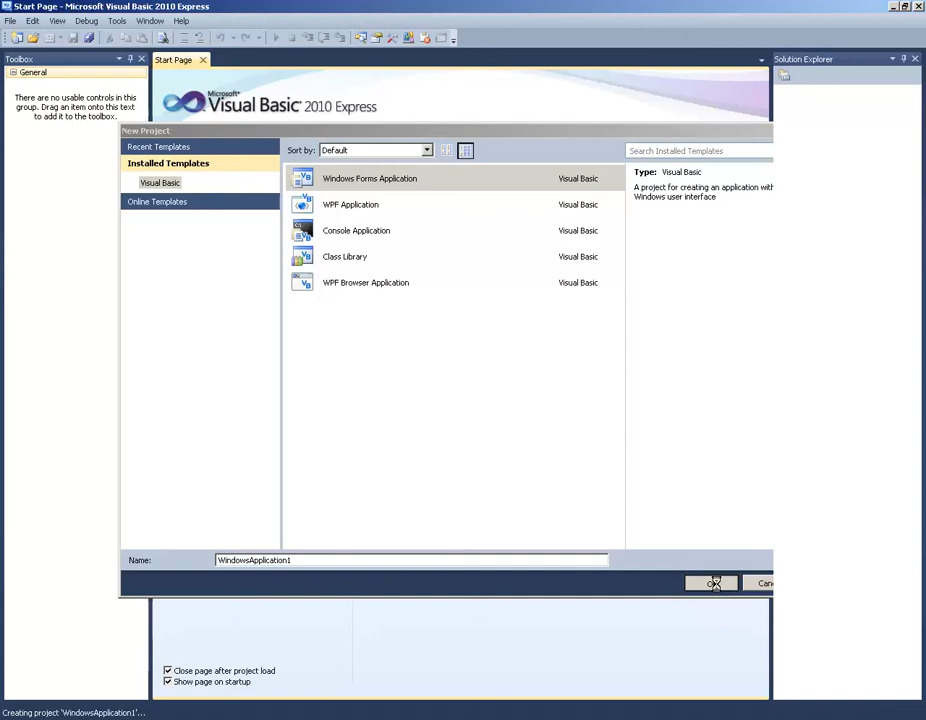 Start Page - Microsoft Visual Basic 2010 Express
File Edit View Debug Tools Window Help
Toolbox
Start Page
Solution Explorer
General
There are no usable controls in this
group. Drag an item onto this text
to add it to the toolbox.
Microsoft®
Visual Basic® 2010 Express
New Project
Recent Templates
Installed Templates
Visual Basic
Online Templates
Sort by: Default
Search Installed Templates
Windows Forms Application Visual Basic
WPF Application Visual Basic
Console Application Visual Basic
Class Library Visual Basic
WPF Browser Application Visual Basic
Type: Visual Basic
A project for creating an application with
Windows user interface
Name: WindowsApplication1
OK Can
Close page after project load
Show page on startup
Creating project 'WindowsApplication1'...